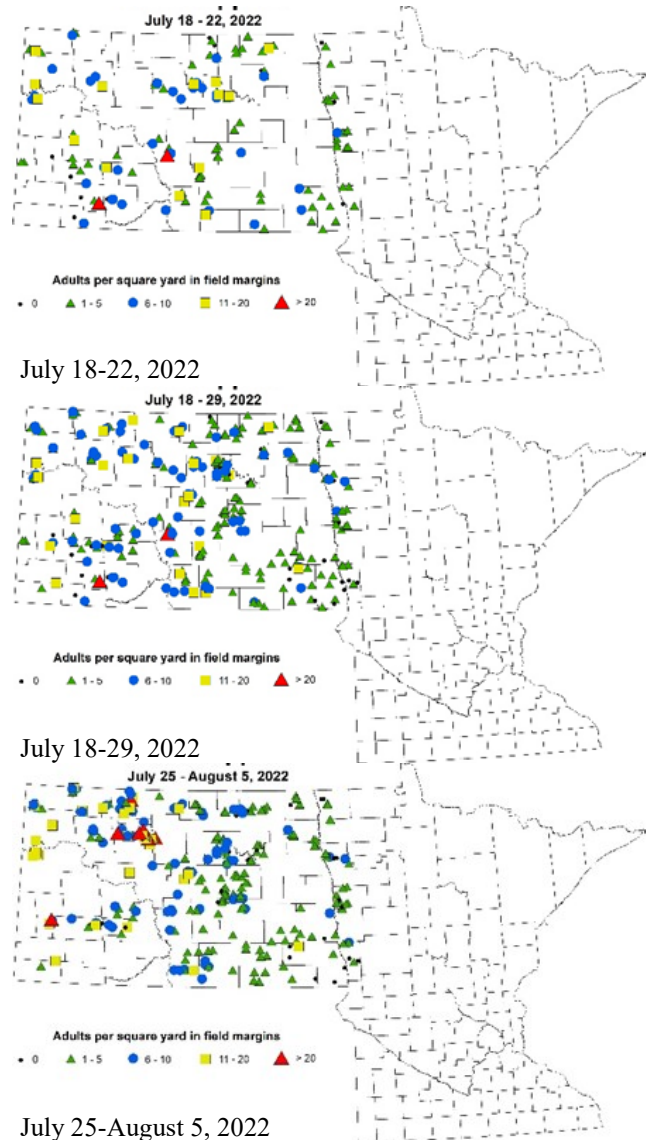 July 18 - 22, 2022
Adults per square yard in field margins
0 1 - 5 6 - 10 11 - 20 > 20
July 18-22, 2022
July 18 - 29, 2022
Adults per square yard in field margins
0 1 - 5 6 - 10 11 - 20 > 20
July 18-29, 2022
July 25 - August 5, 2022
Adults per square yard in field margins
0 1 - 5 6 - 10 11 - 20 > 20
July 25-August 5, 2022